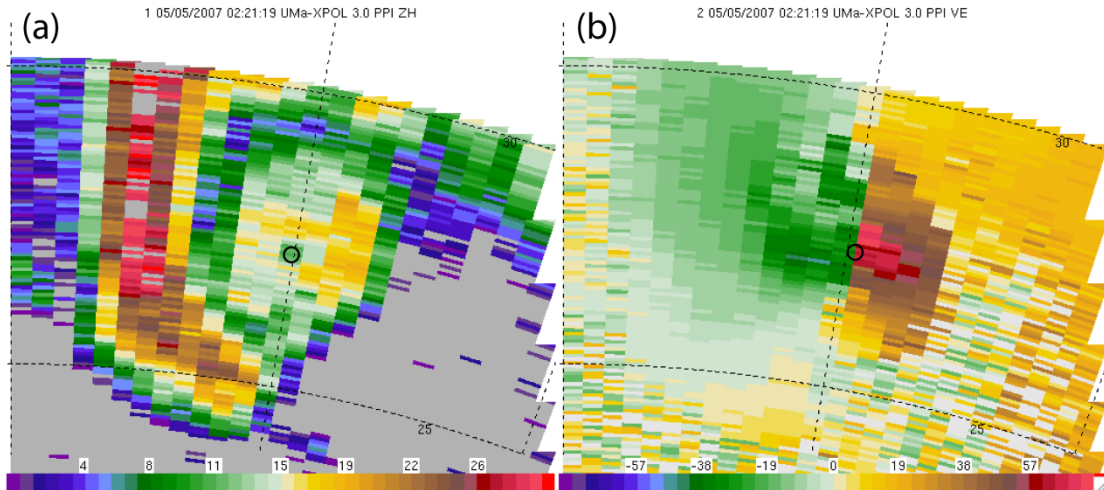 1 05/05/2007 02:21:19 UMa-XPOL 3.0 PPI ZH
2 05/05/2007 02:21:19 UMa-XPOL 3.0 PPI VE
(a)
(b)
30
30
25
25
4 8 11 15 19 22 26
-57 -38 -19 0 19 38 57